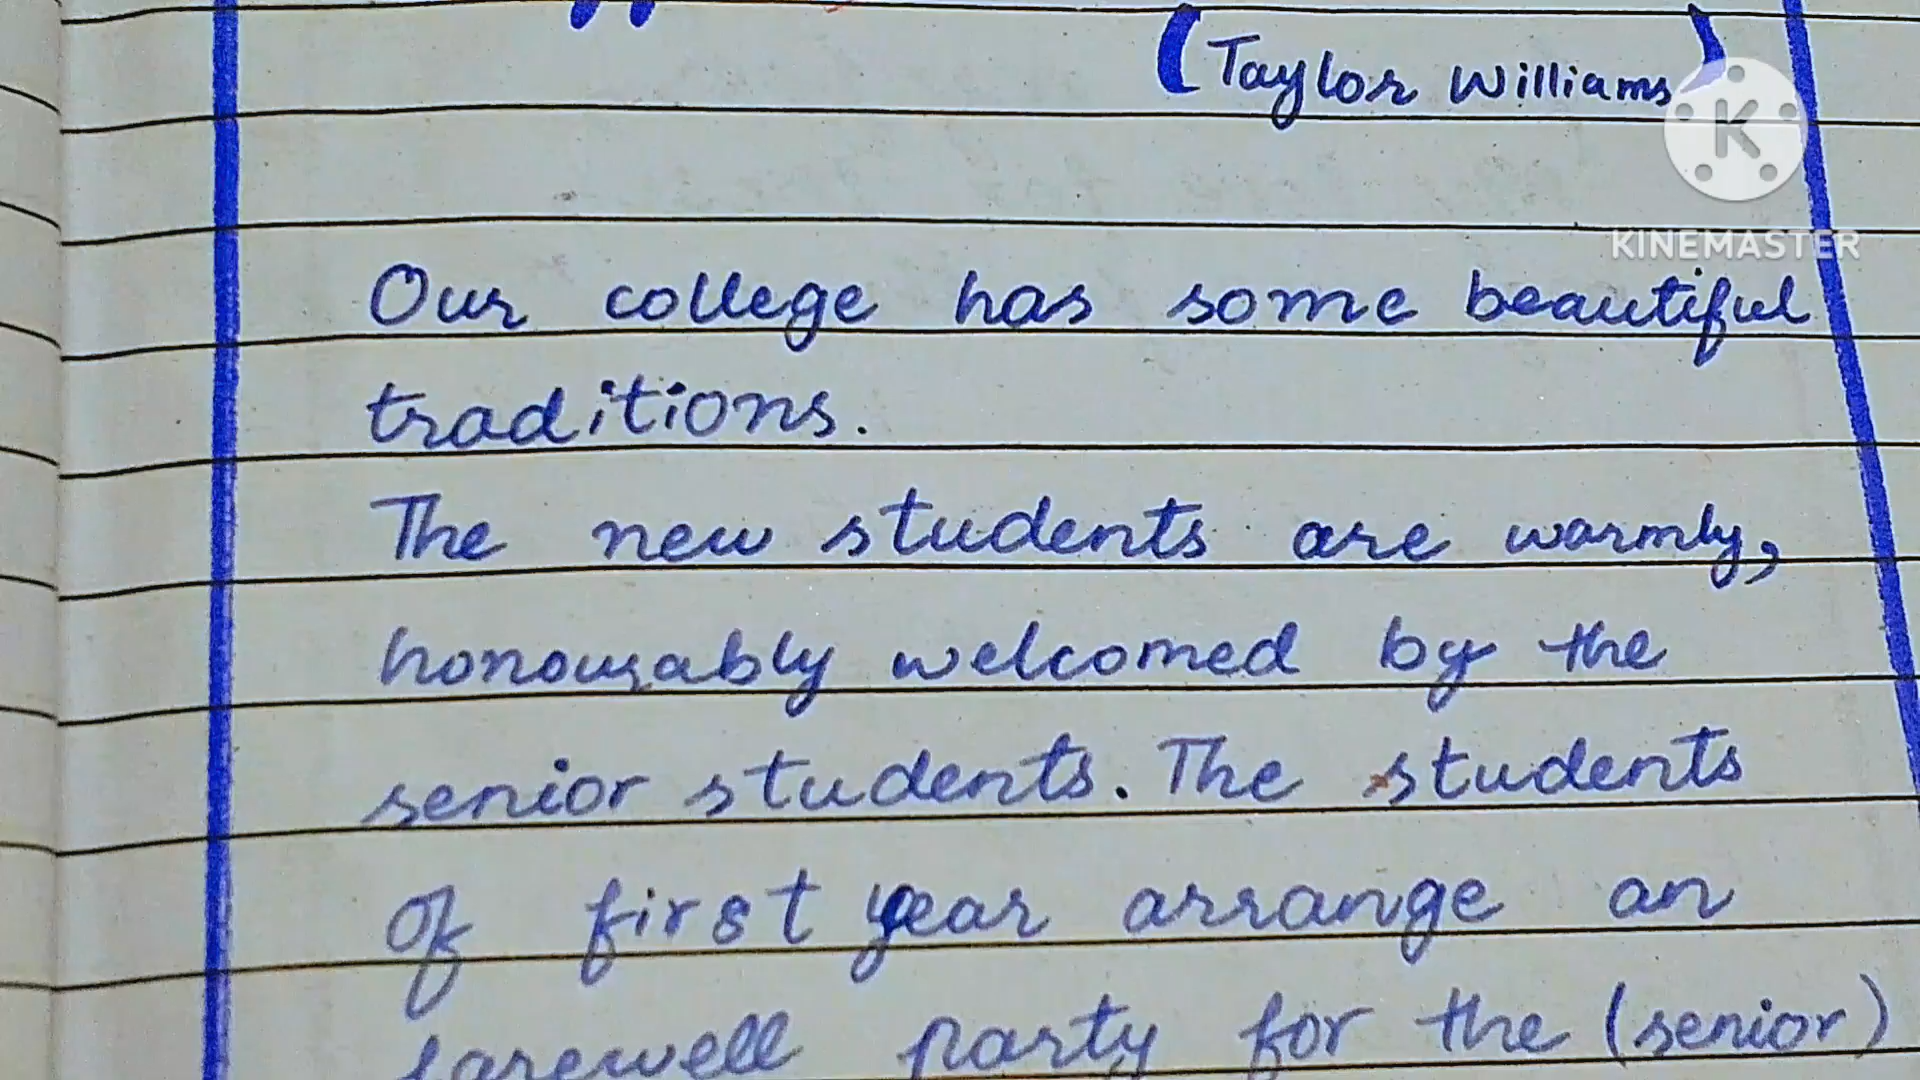 (Taylor Williams)
K
KINEMASTER
Our college has some beautiful
traditions.
The new students are warmly,
honourably welcomed by the
senior students. The students
of first year arrange an
farewell party for the (senior)